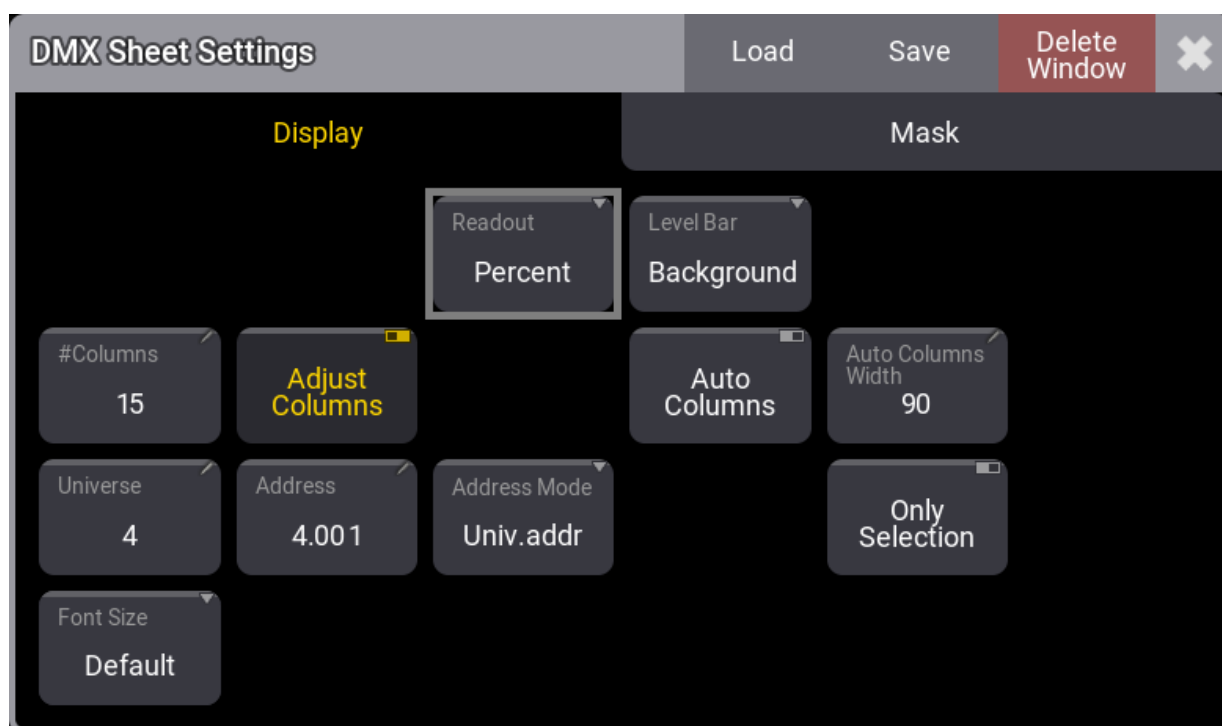 DMX Sheet Settings
Load
Save
Delete
Window
Display
Mask
Readout
Percent
Level Bar
Background
#Columns
15
Adjust
Columns
Auto
Columns
Auto Columns
Width
90
Universe
4
Address
4.001
Address Mode
Univ.addr
Only
Selection
Font Size
Default